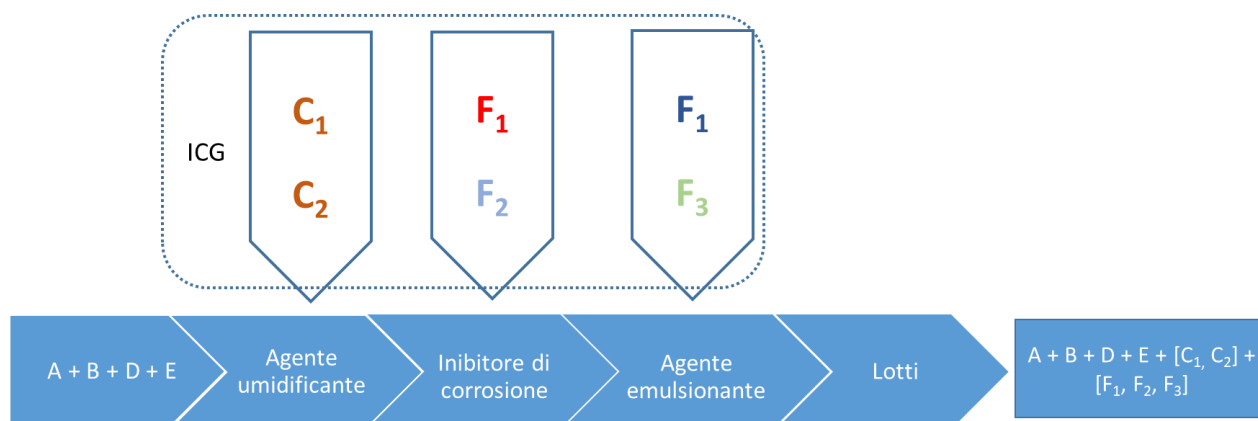 ICG
C1
C2
F1
F2
F1
F3
A + B + D + E
Agente
umidificante
Inibitore di
corrosione
Agente
emulsionante
Lotti
A + B + D + E + [C1, C2] +
[F1, F2, F3]